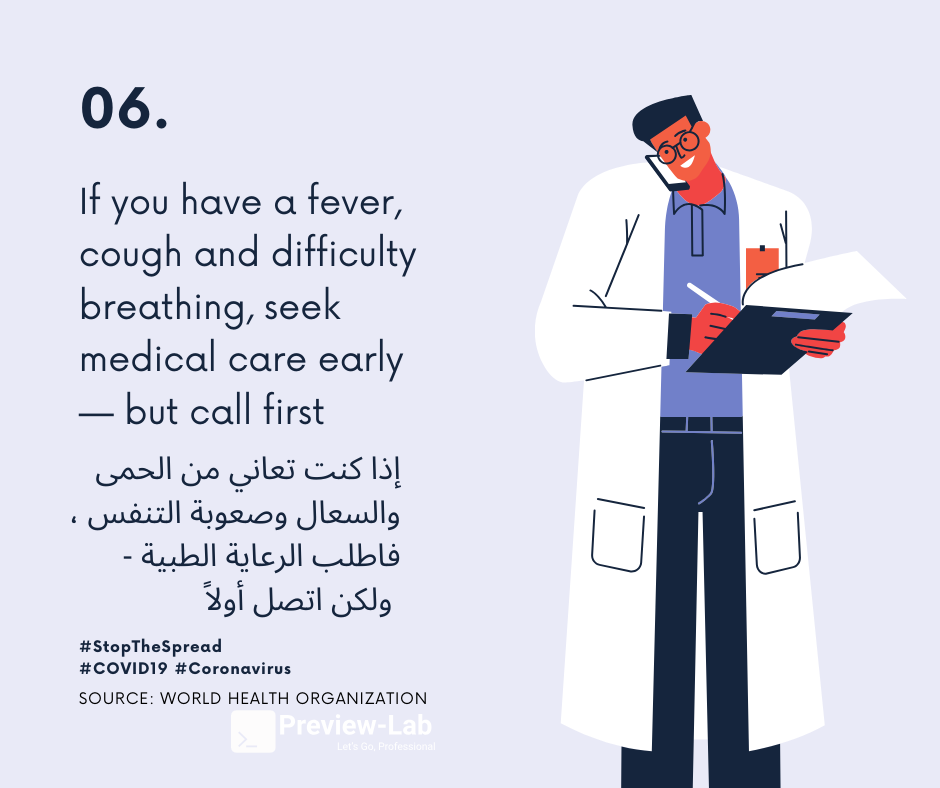 06.
If you have a fever,
cough and difficulty
breathing, seek
medical care early
— but call first
إذا كنت تعاني من الحمى
والسعال وصعوبة التنفس ،
فاطلب الرعاية الطبية -
ولكن اتصل أولاً
#StopTheSpread
#COVID19 #Coronavirus
SOURCE: WORLD HEALTH ORGANIZATION
Preview-Lab
Let's Go, Professional